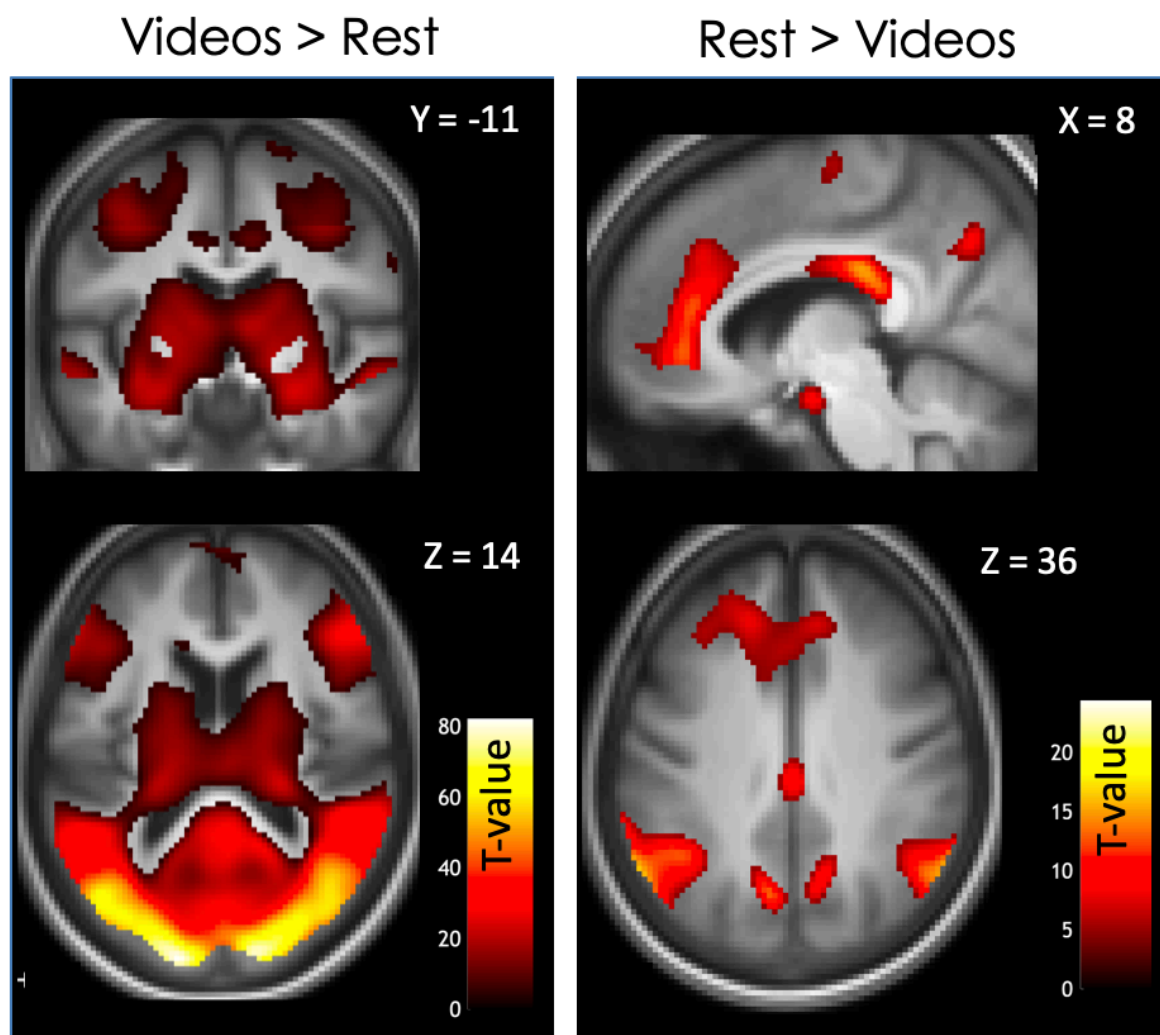 Videos > Rest
Y = -11
Z = 14
80
60
40
20
0
T-value
Rest > Videos
X = 8
Z = 36
20
15
10
5
0
T-value